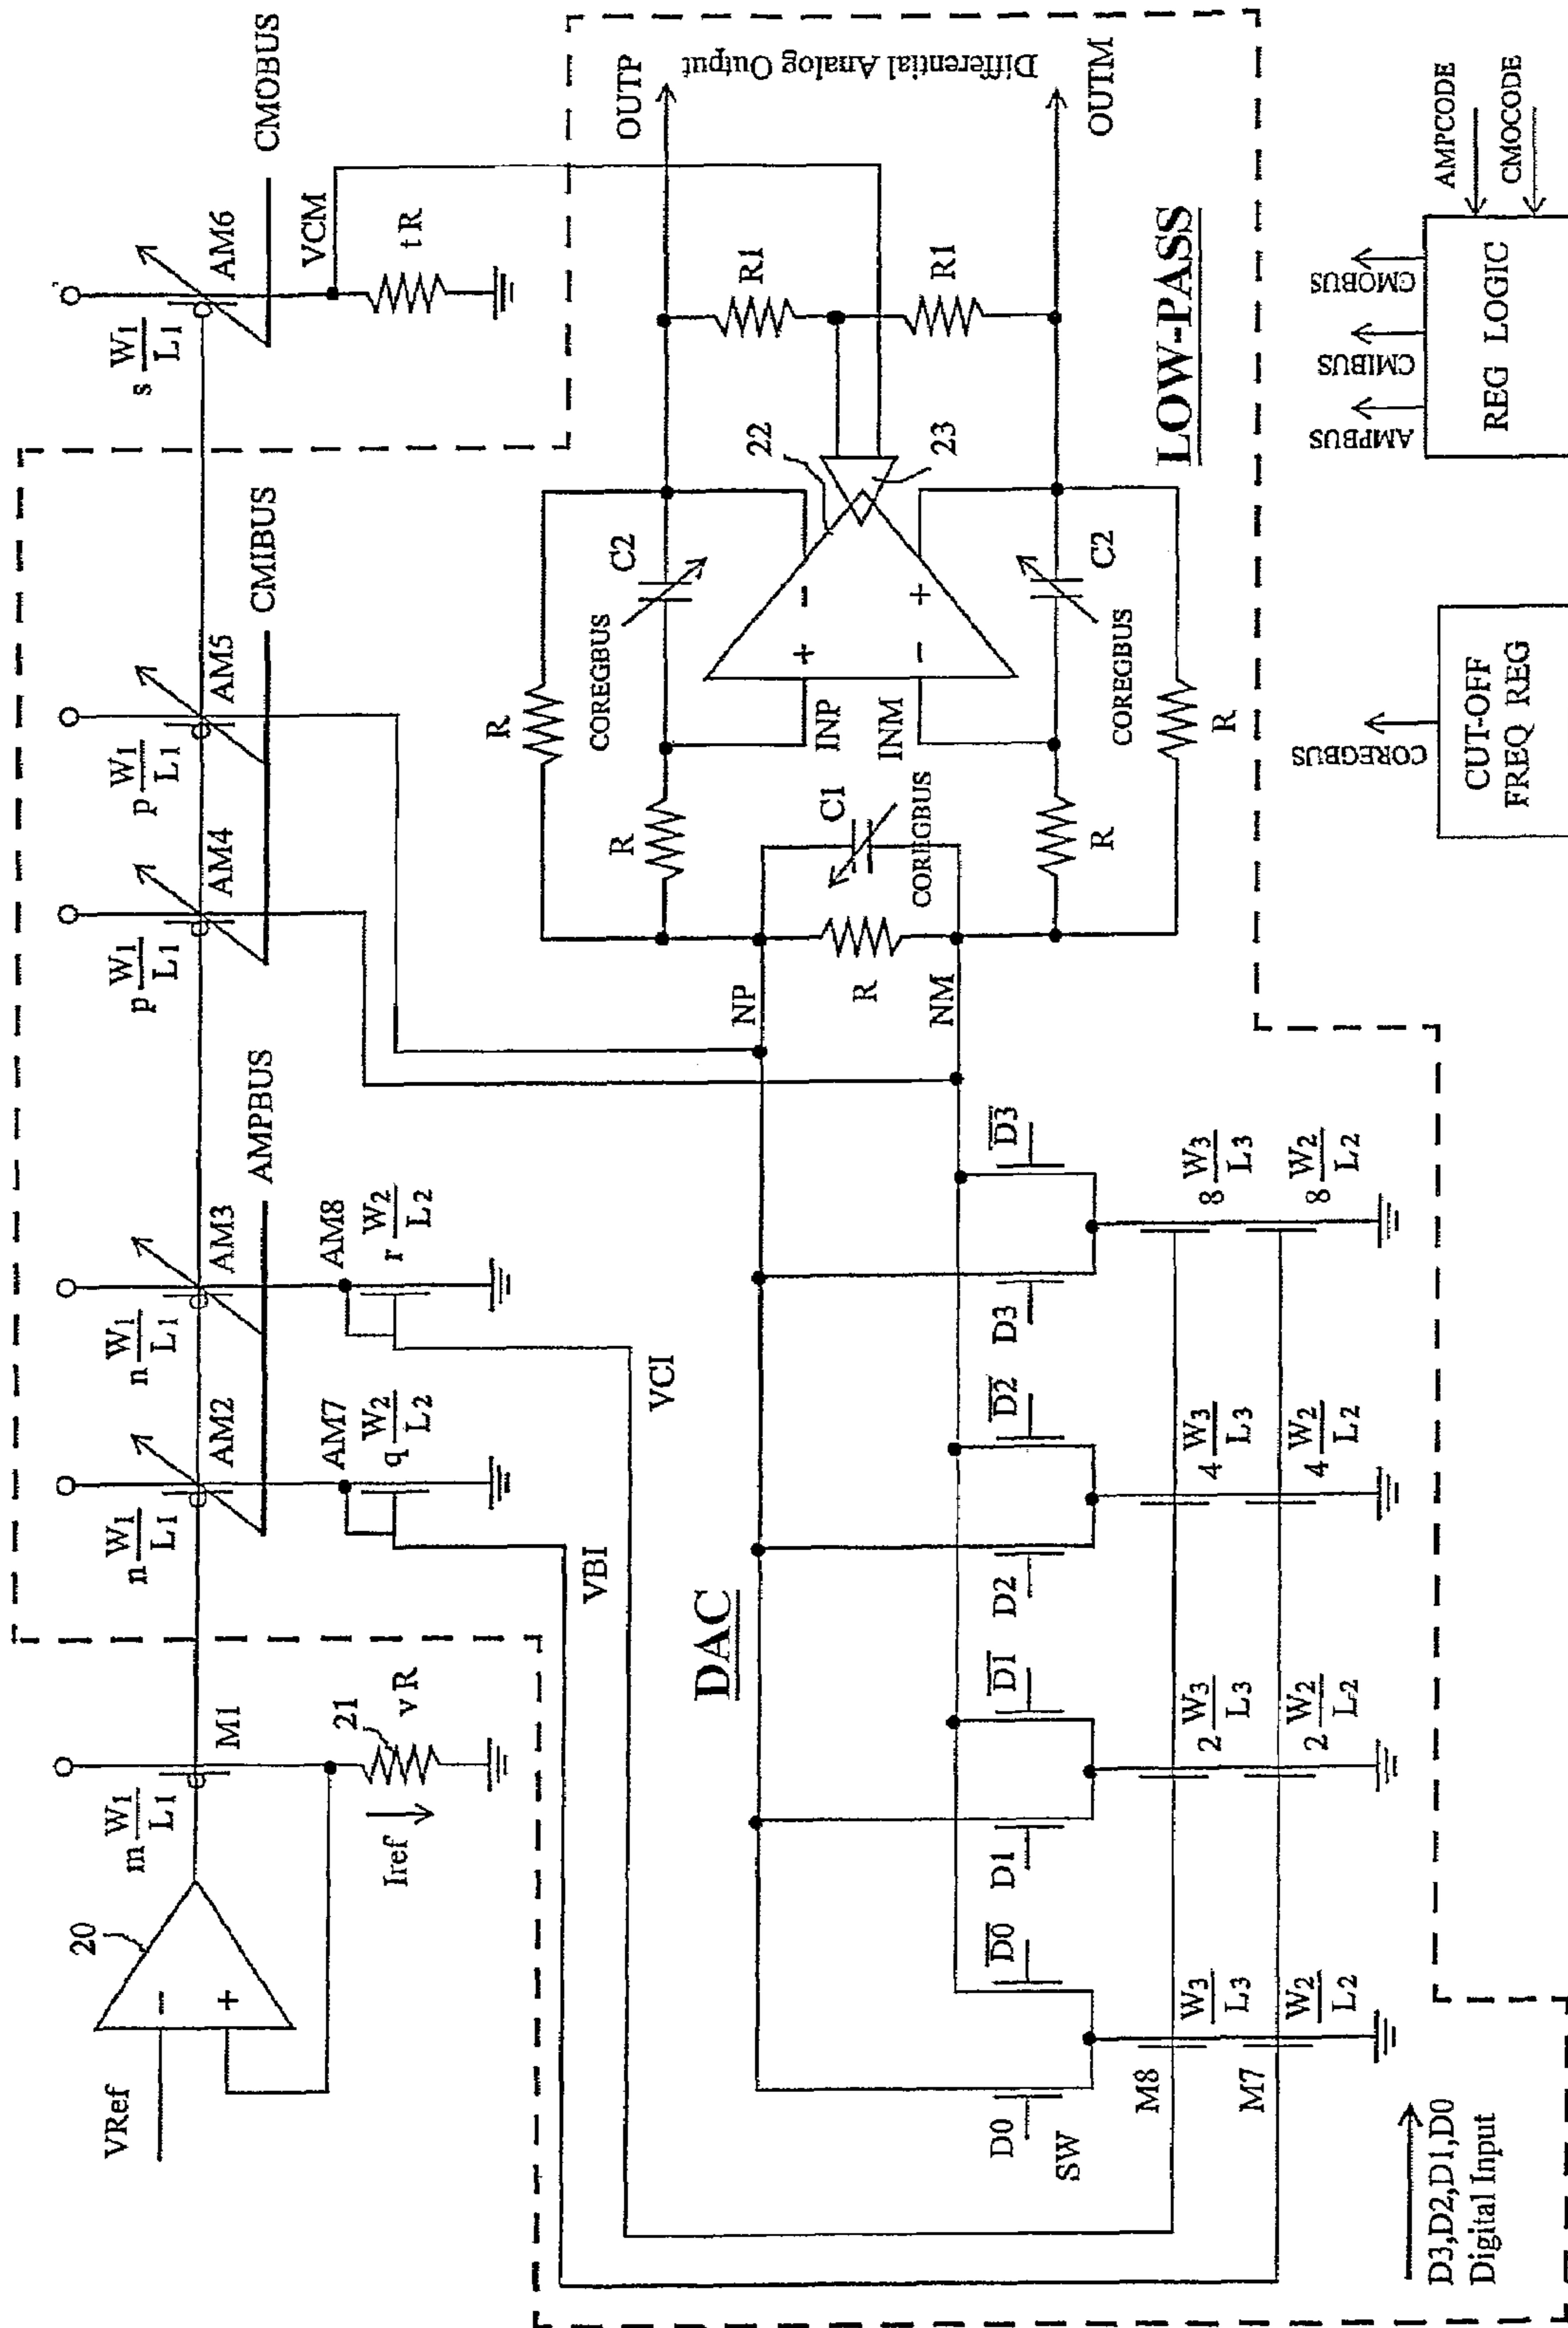 VRef
20
m W1/L1
M1
21
vR
Iref
n W1/L1
AM2
n W1/L1
AM3
AMPBUS
AM7
q W2/L2
AM8
r W2/L2
VBI
VCI
p W1/L1
AM4
p W1/L1
AM5
CMIBUS
s W1/L1
AM6
CMOBUS
VCM
tR
DAC
NP
NM
R
C1
COREGBUS
R
R
C2
COREGBUS
INP
INM
+
-
-
+
22
23
R
C2
COREGBUS
R
R1
R1
OUTP
OUTM
Differential Analog Output
LOW-PASS
D0
SW
D0
D1
D1
D2
D2
D3
D3
M8
W3/L3
2 W3/L3
4 W3/L3
8 W3/L3
M7
W2/L2
2 W2/L2
4 W2/L2
8 W2/L2
D3,D2,D1,D0
Digital Input
COREGBUS
CUT-OFF
FREQ REG
AMPBUS
CMIBUS
CMOBUS
REG LOGIC
AMPCODE
CMOCODE